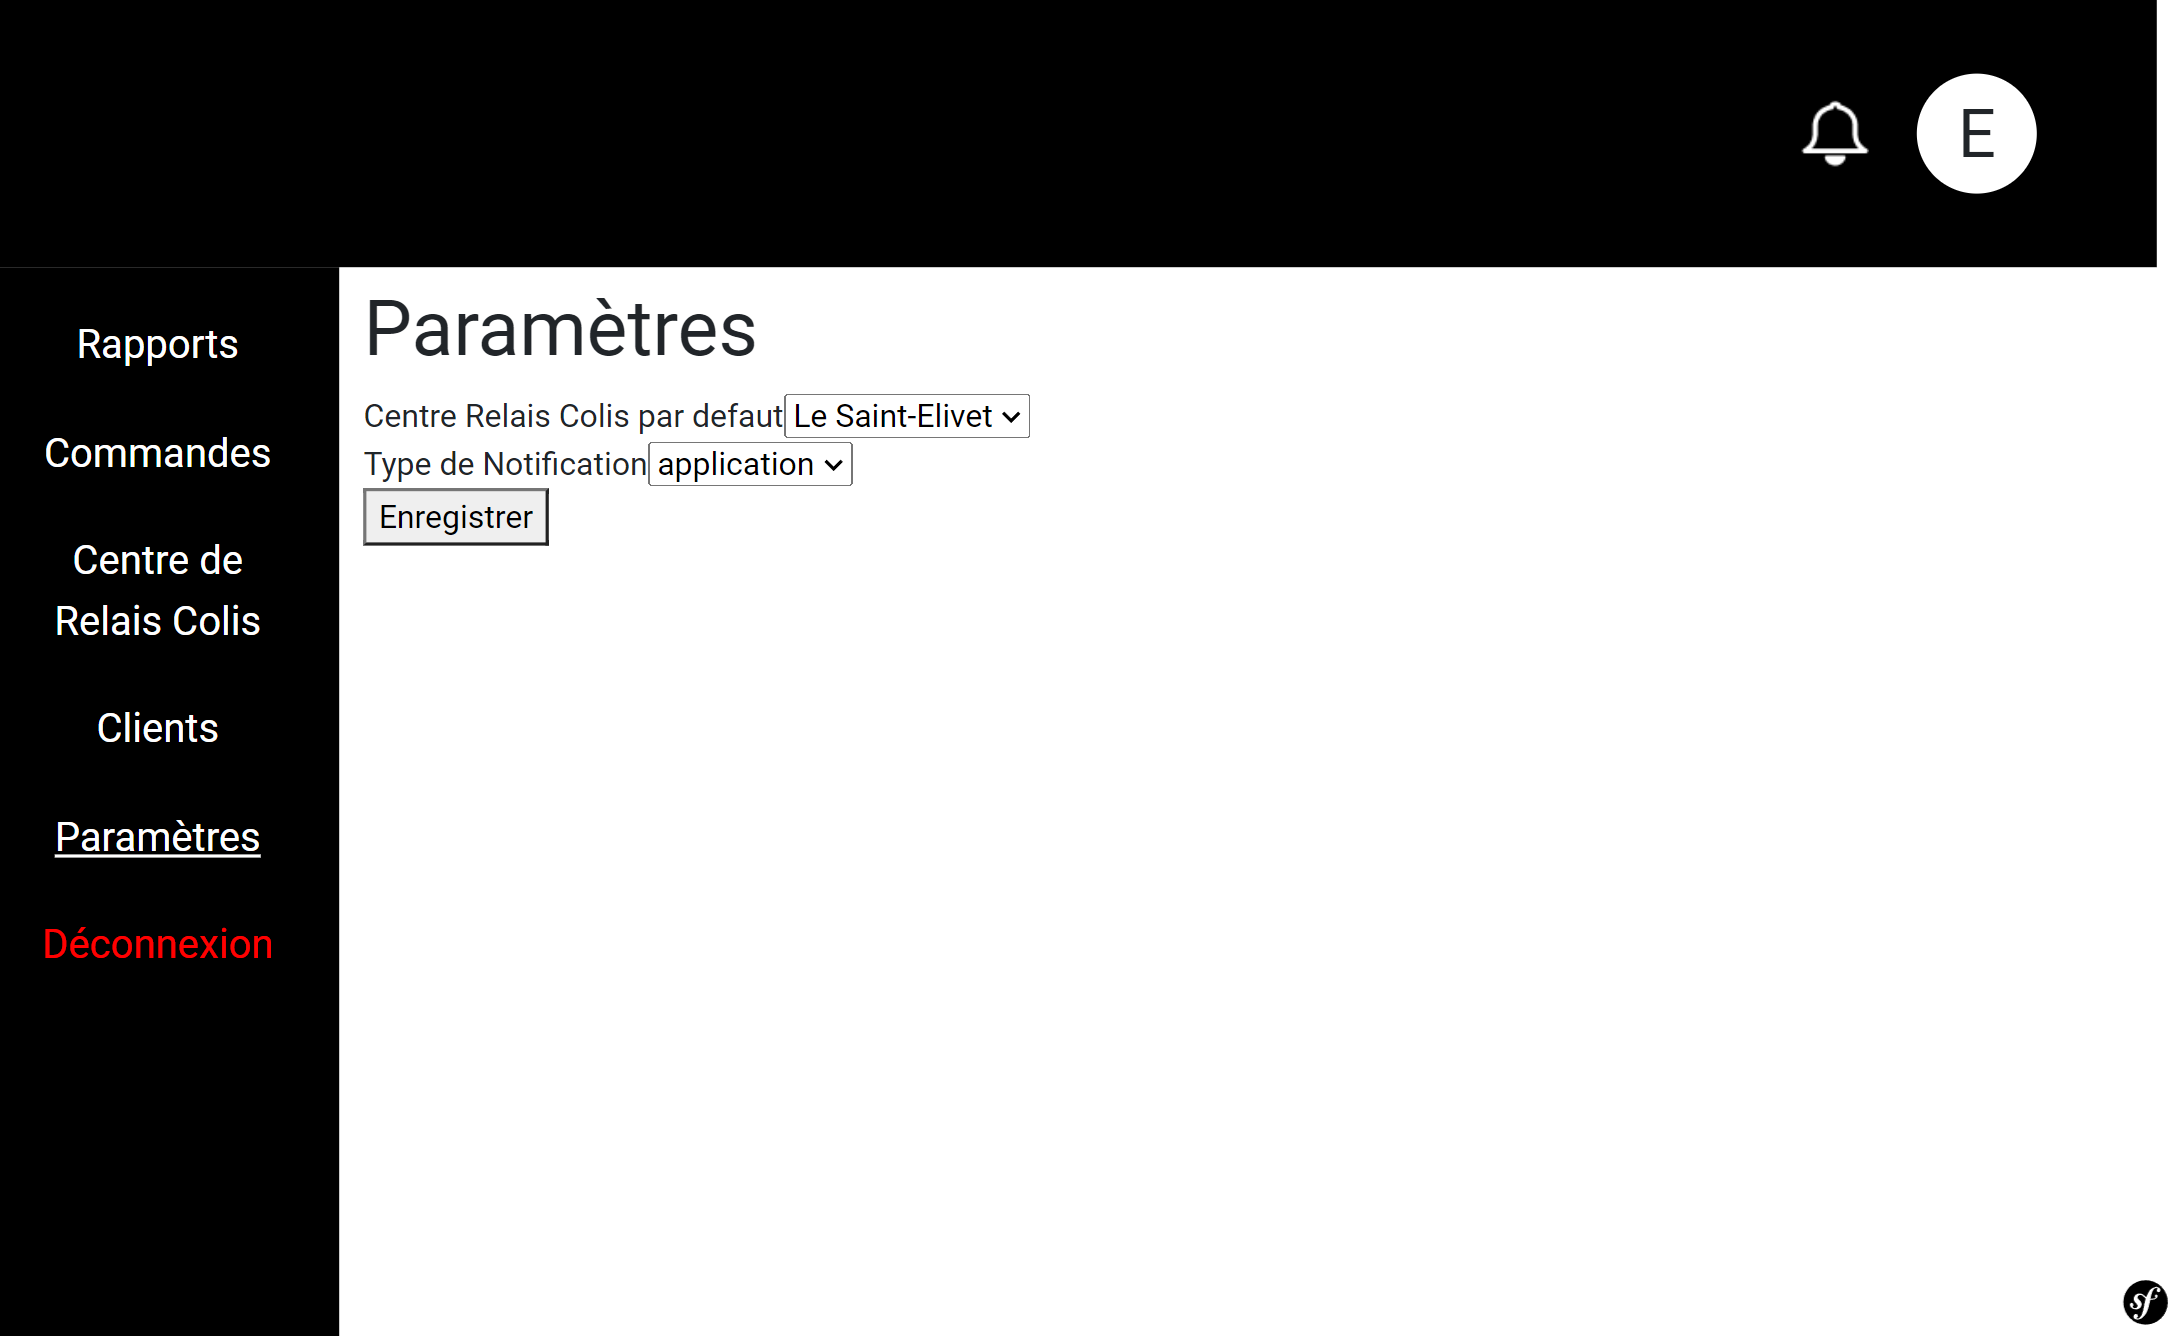 E
Rapports
Commandes
Centre de
Relais Colis
Clients
Paramètres
Déconnexion
Paramètres
Centre Relais Colis par defaut Le Saint-Elivet
Type de Notification application
Enregistrer
sf